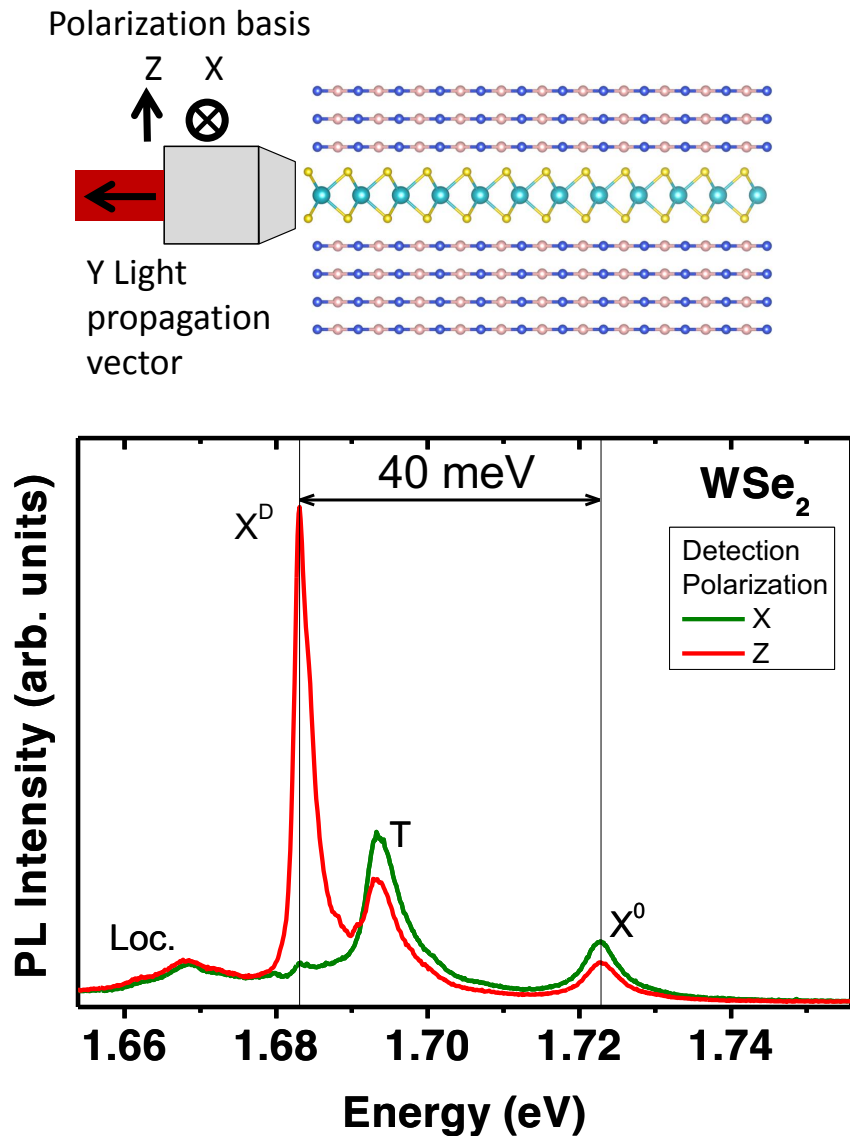 Polarization basis
Z X
Y Light
propagation
vector
40 meV
WSe₂
X^D
Detection
Polarization
X
Z
T
X⁰
Loc.
PL Intensity (arb. units)
1.66 1.68 1.70 1.72 1.74
Energy (eV)